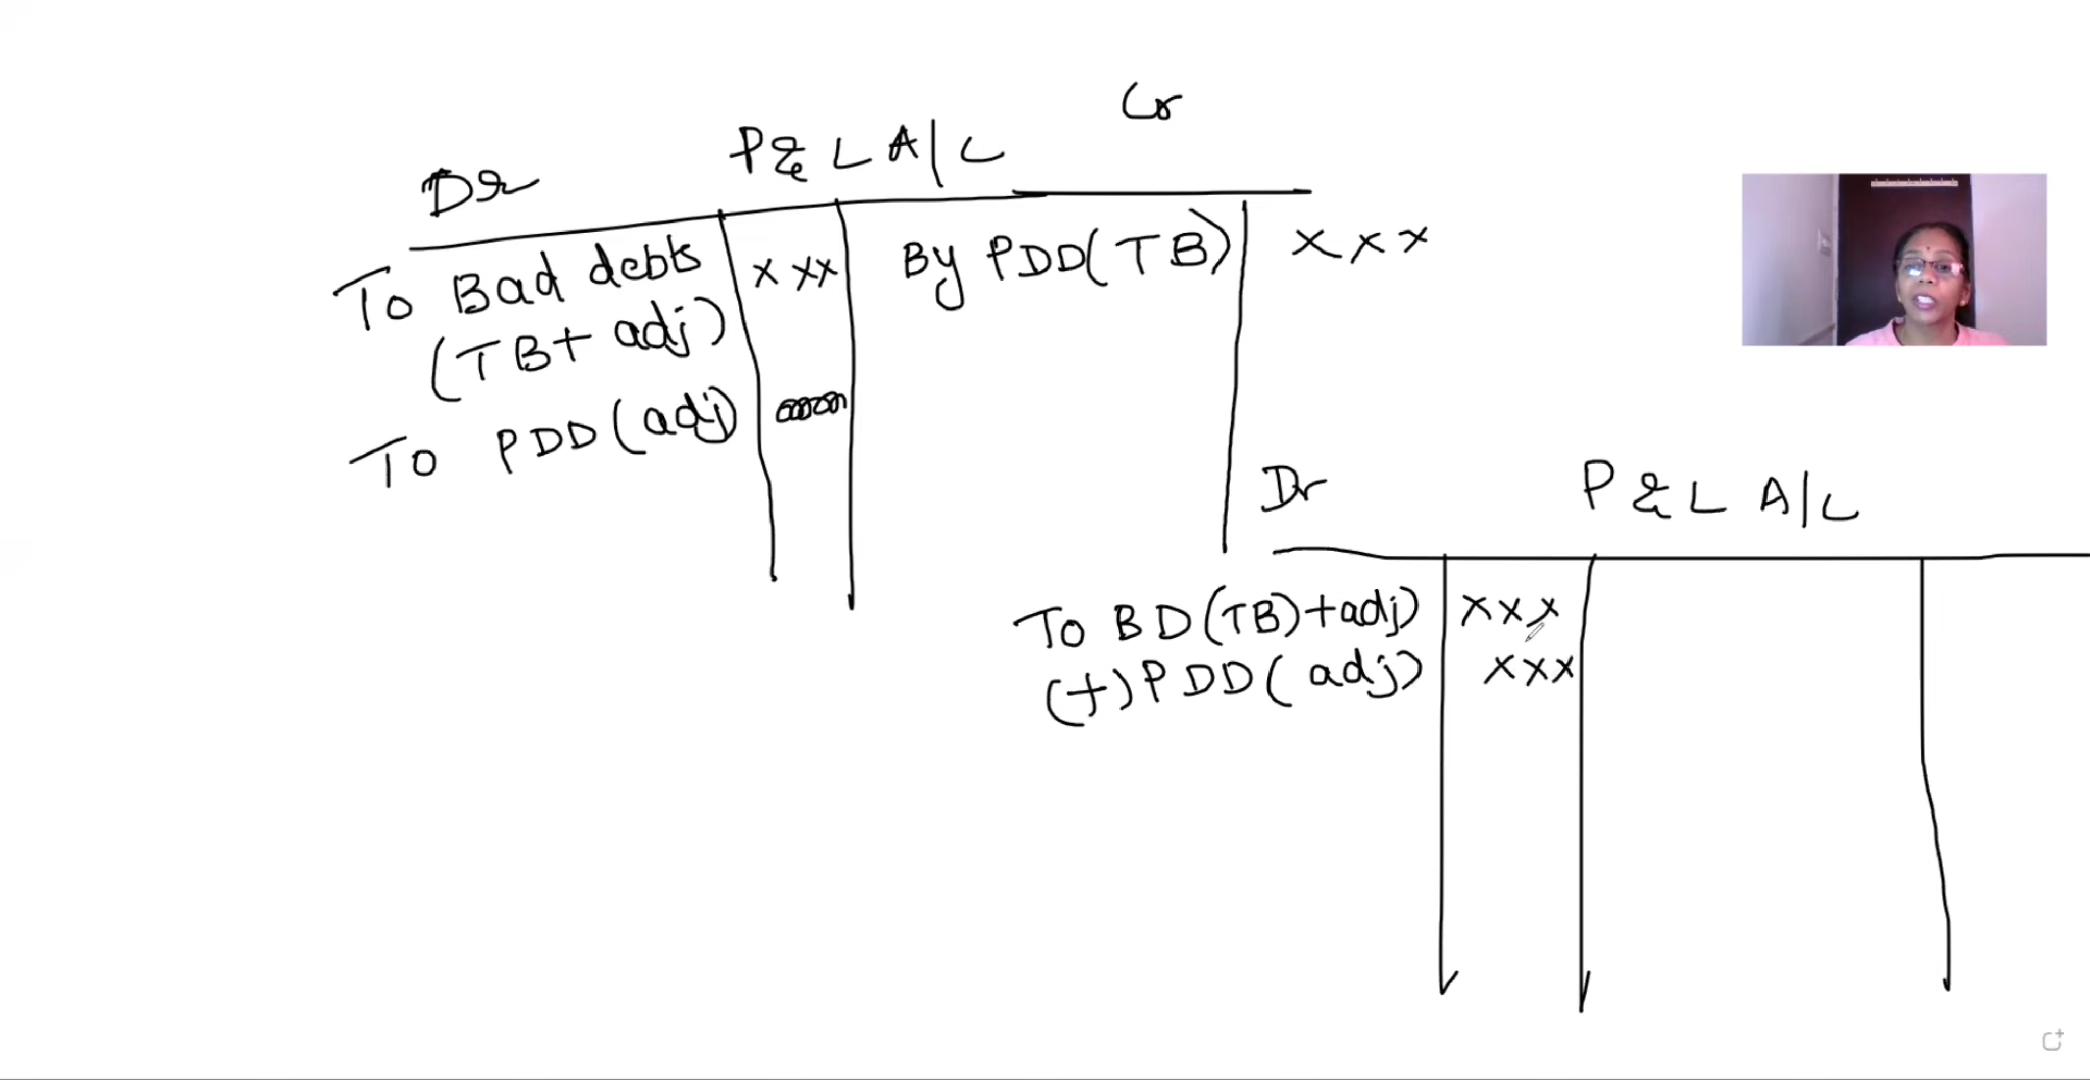 Cr
P & L A/C
Dr
To Bad debts xxx By PDD(TB) xxx
(TB+ adj)
To PDD (adj)
Dr P & L A/C
To BD(TB)+adj) xxx
(+) PDD( adj) xxx